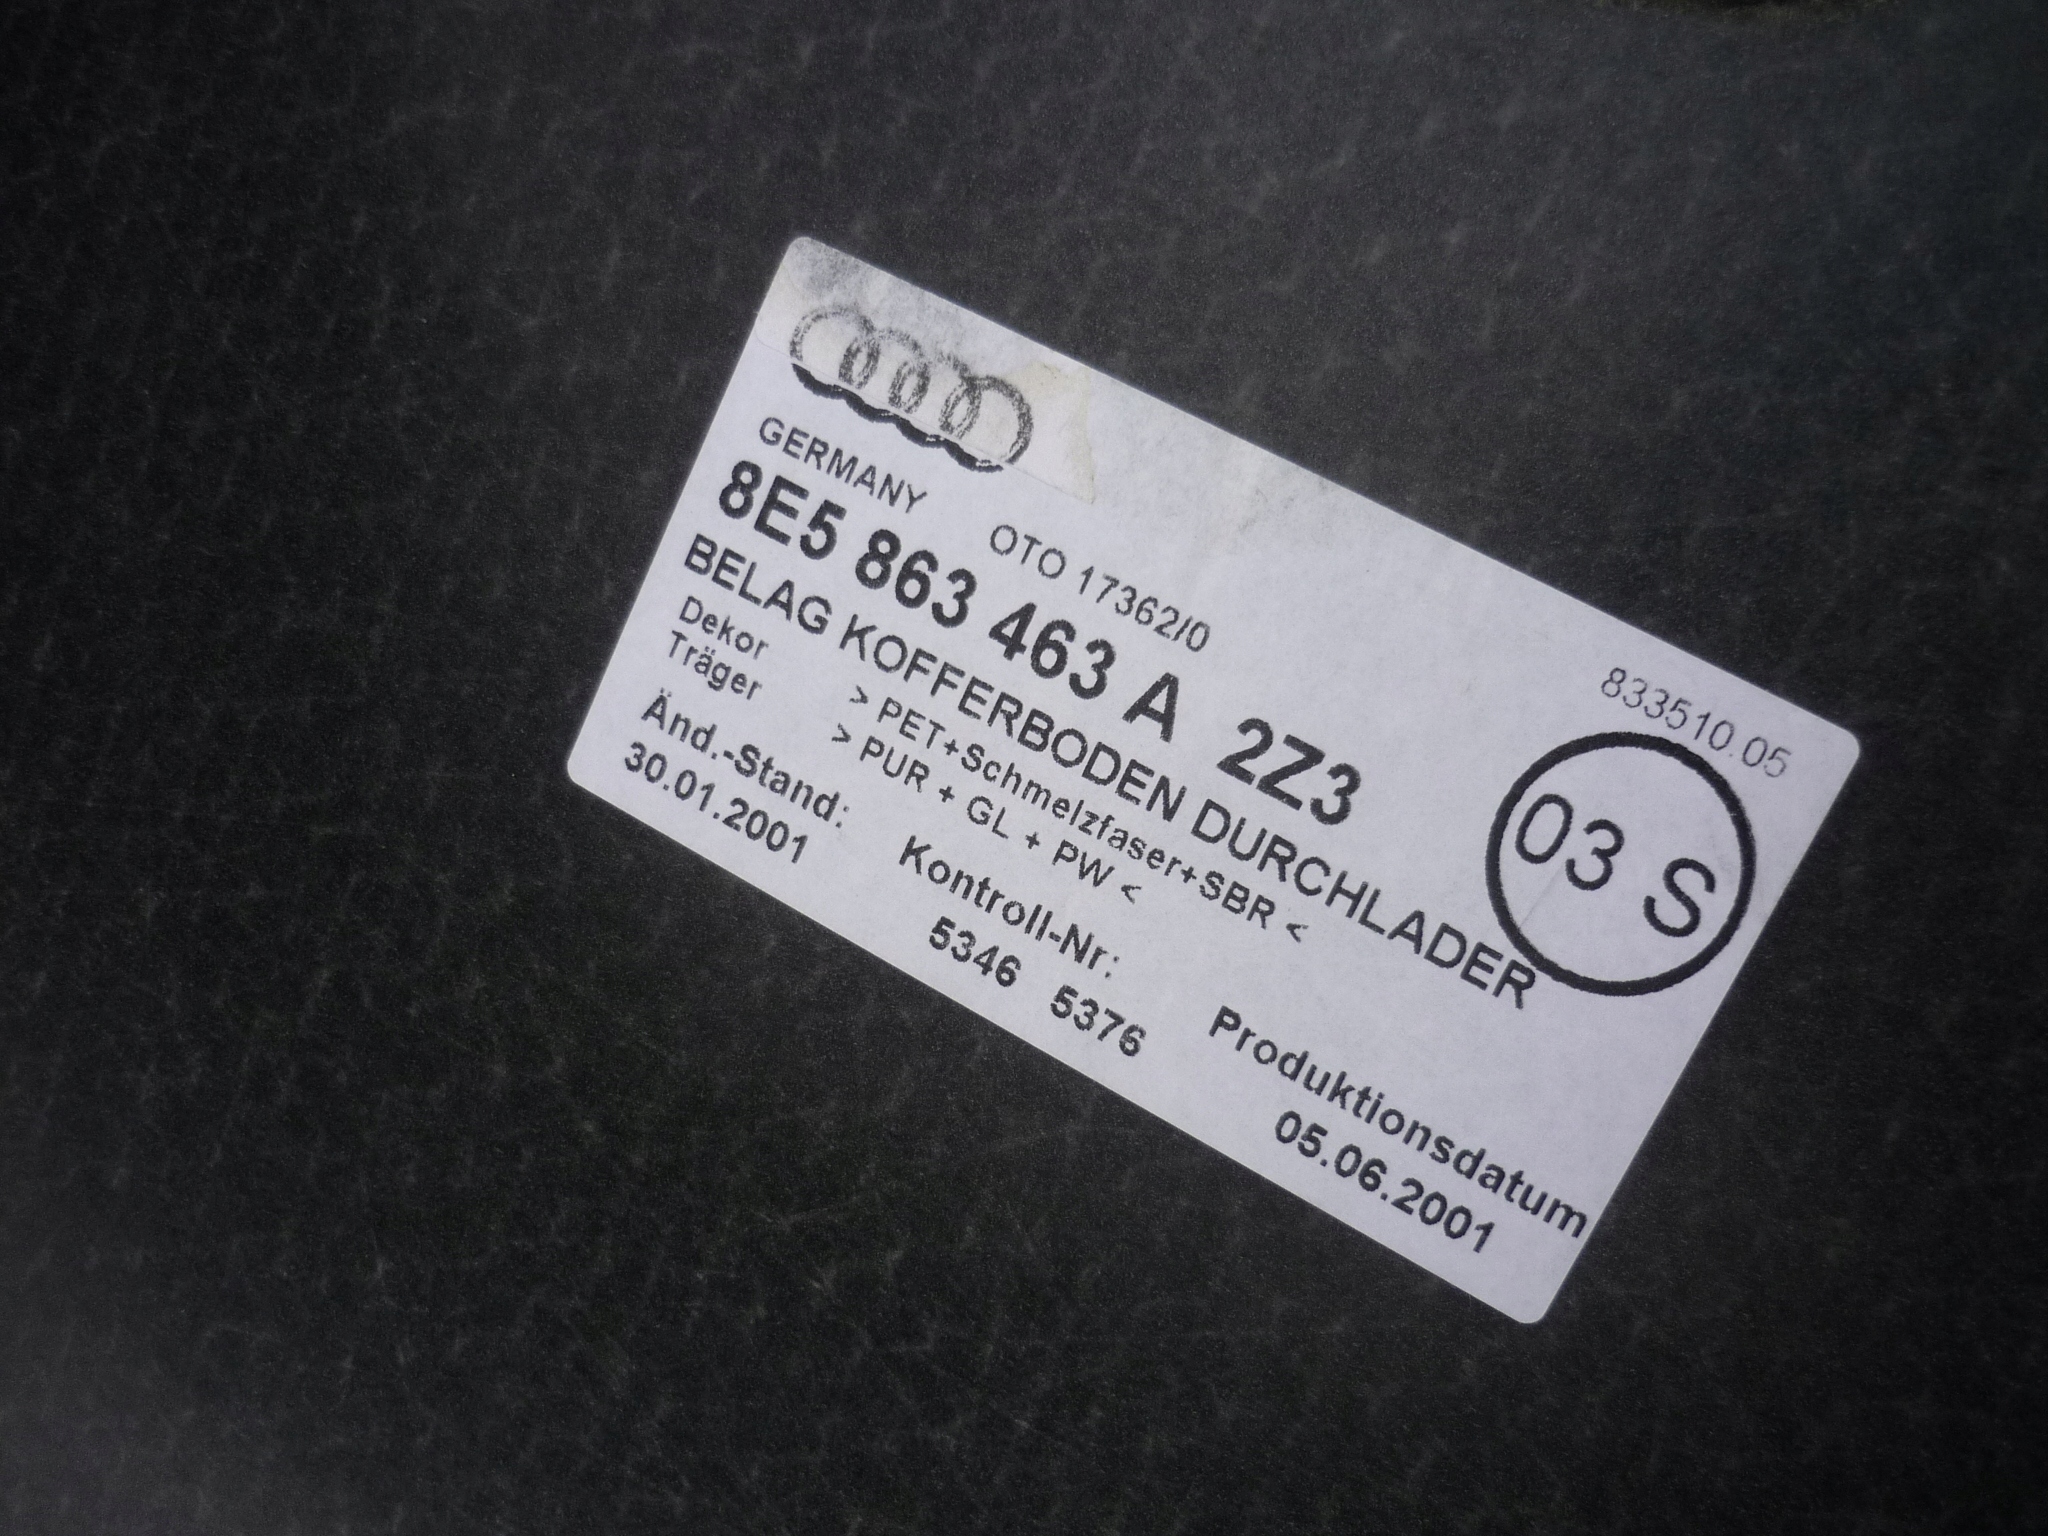 GERMANY
OTO 17362/0
833510.05
8E5 863 463 A 2Z3
03 S
BELAG KOFFERBODEN DURCHLADER
Dekor > PET+Schmelzfaser+SBR <
Träger > PUR + GL + PW <
Änd.-Stand: Kontroll-Nr: Produktionsdatum
30.01.2001 5346 5376 05.06.2001